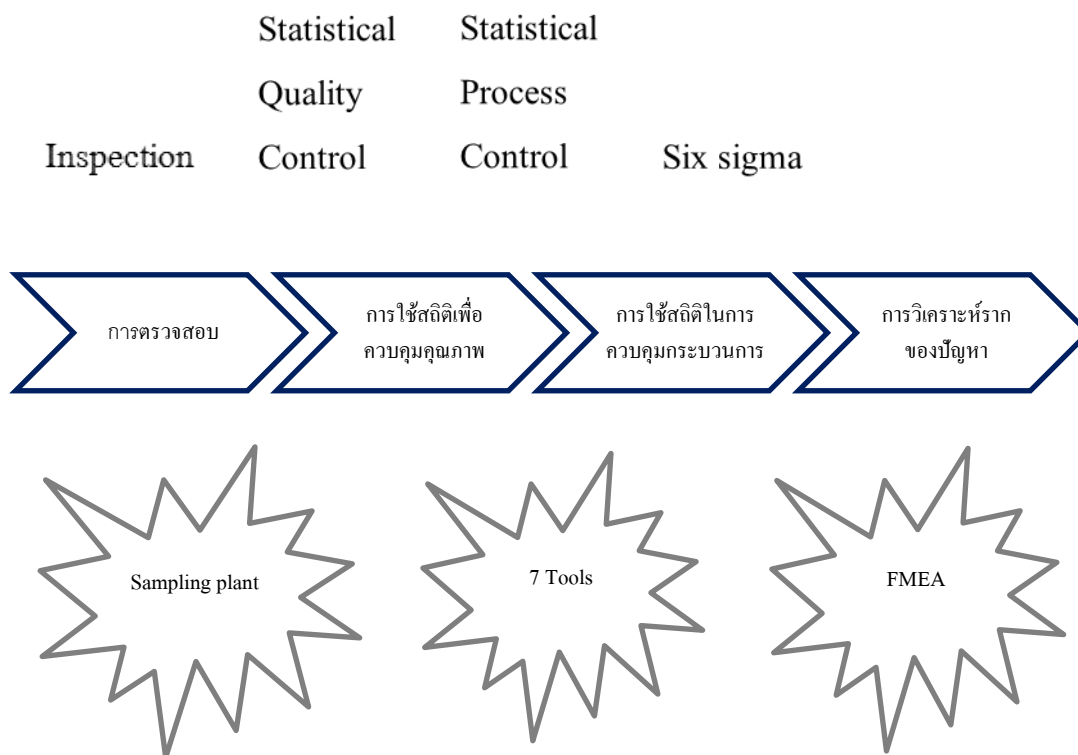 Inspection
Statistical
Quality
Control
Statistical
Process
Control
Six sigma
การตรวจสอบ
การใช้สถิติเพื่อ
ควบคุมคุณภาพ
การใช้สถิติในการ
ควบคุมกระบวนการ
การวิเคราะห์ราก
ของปัญหา
Sampling plant
7 Tools
FMEA